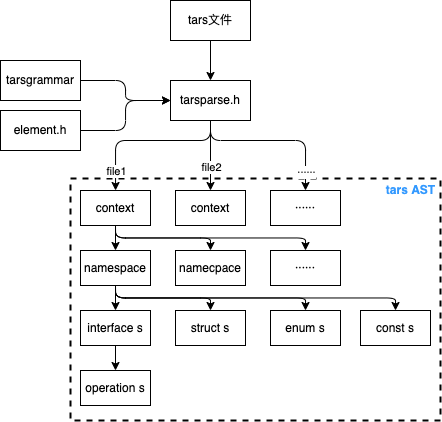 tars文件
tarsgrammar
tarsparse.h
element.h
file1
file2
······
tars AST
context
context
······
namespace
namecpace
······
interface s
struct s
enum s
const s
operation s